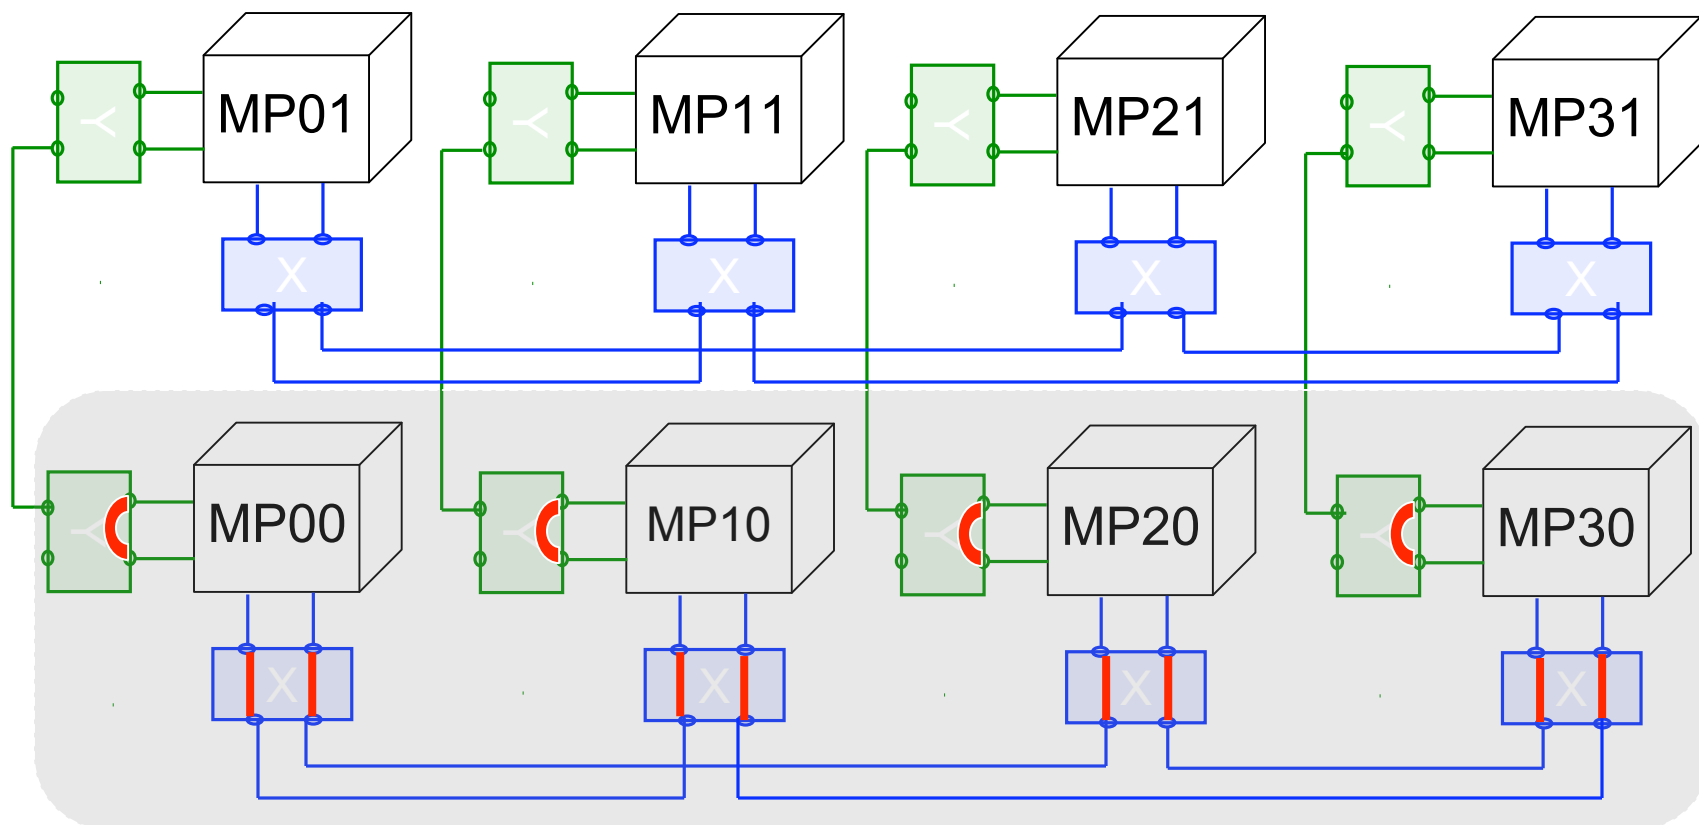 Y MP01 Y MP11 Y MP21 Y MP31
X X X X
Y MP00 Y MP10 Y MP20 Y MP30
X X X X